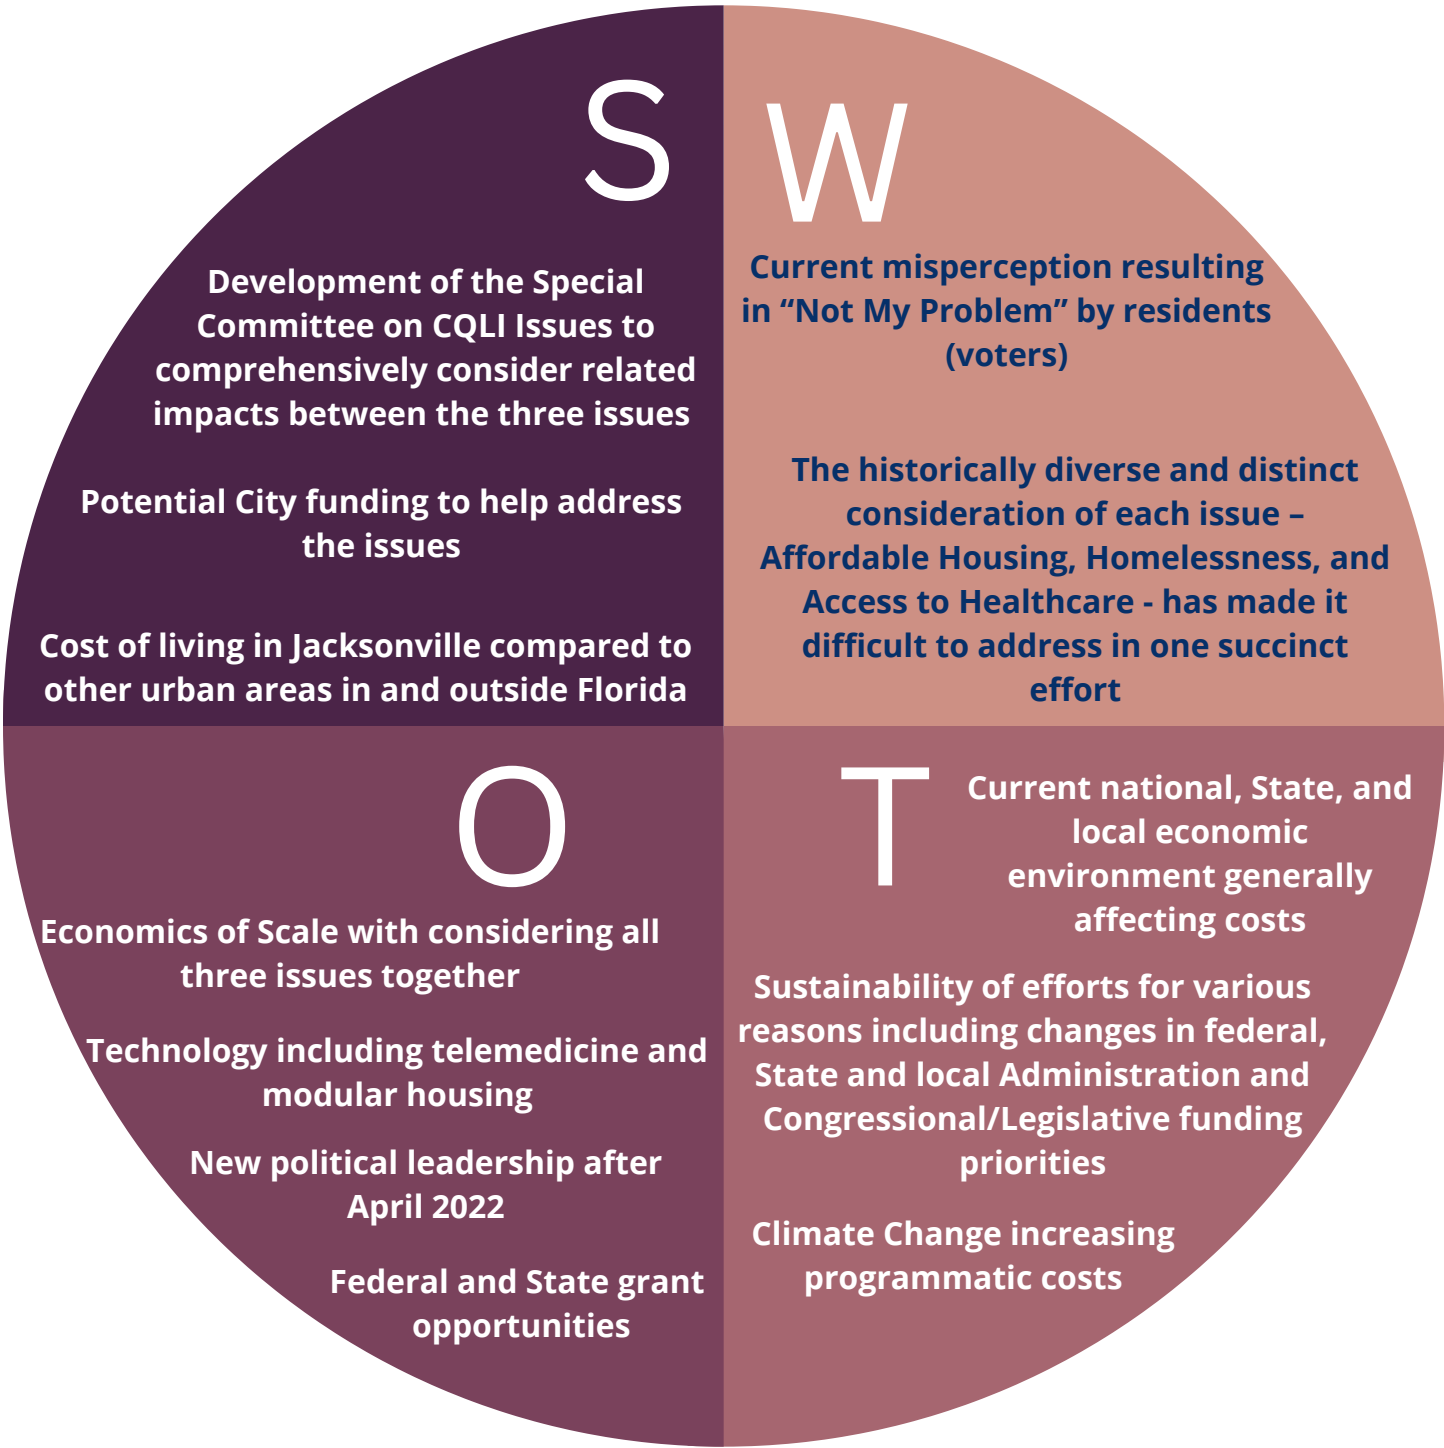 S
Development of the Special
Committee on CQLI Issues to
comprehensively consider related
impacts between the three issues
Potential City funding to help address
the issues
Cost of living in Jacksonville compared to
other urban areas in and outside Florida
W
Current misperception resulting
in “Not My Problem” by residents
(voters)
The historically diverse and distinct
consideration of each issue –
Affordable Housing, Homelessness, and
Access to Healthcare - has made it
difficult to address in one succinct
effort
O
Economics of Scale with considering all
three issues together
Technology including telemedicine and
modular housing
New political leadership after
April 2022
Federal and State grant
opportunities
T
Current national, State, and
local economic
environment generally
affecting costs
Sustainability of efforts for various
reasons including changes in federal,
State and local Administration and
Congressional/Legislative funding
priorities
Climate Change increasing
programmatic costs